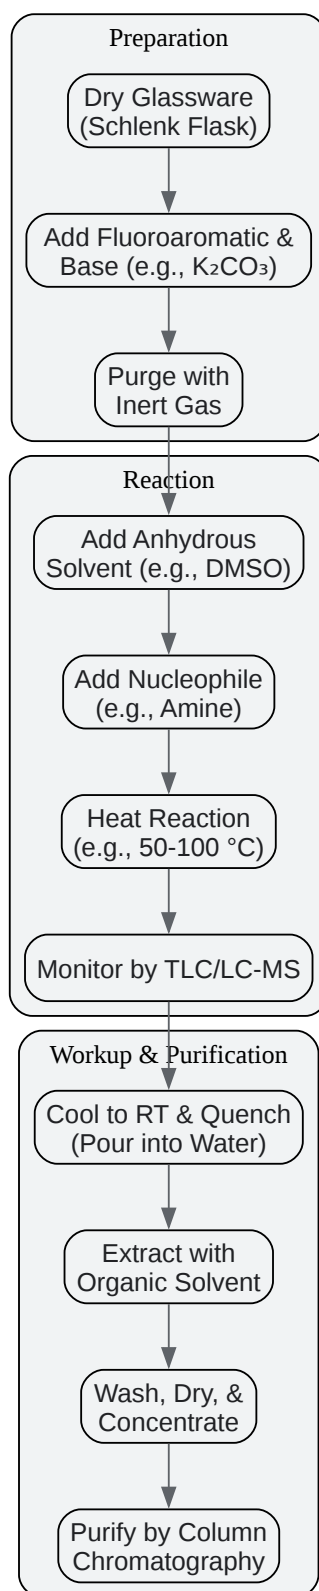 Preparation
Dry Glassware
(Schlenk Flask)
Add Fluoroaromatic &
Base (e.g., K₂CO₃)
Purge with
Inert Gas
Reaction
Add Anhydrous
Solvent (e.g., DMSO)
Add Nucleophile
(e.g., Amine)
Heat Reaction
(e.g., 50-100 °C)
Monitor by TLC/LC-MS
Workup & Purification
Cool to RT & Quench
(Pour into Water)
Extract with
Organic Solvent
Wash, Dry, &
Concentrate
Purify by Column
Chromatography